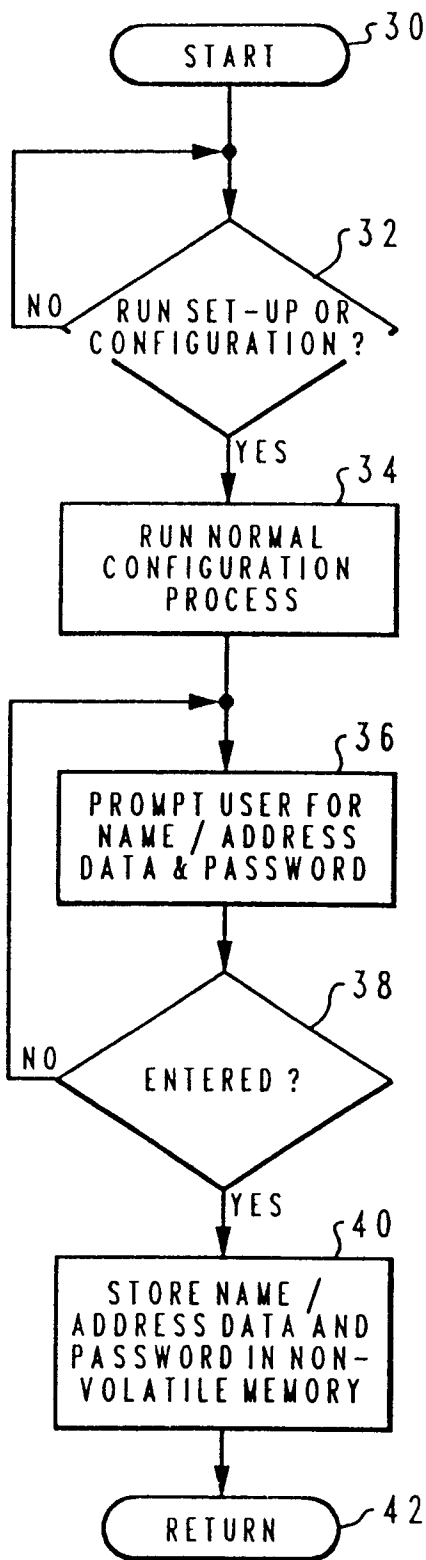 30
START
32
NO
RUN SET-UP OR
CONFIGURATION ?
YES
34
RUN NORMAL
CONFIGURATION
PROCESS
36
PROMPT USER FOR
NAME / ADDRESS
DATA & PASSWORD
38
NO
ENTERED ?
YES
40
STORE NAME /
ADDRESS DATA AND
PASSWORD IN NON-
VOLATILE MEMORY
RETURN
42